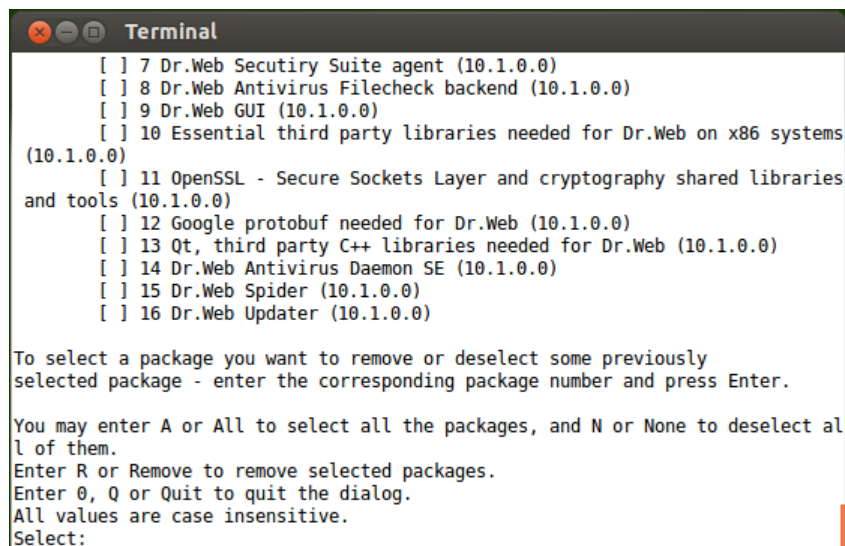 Terminal
[ ] 7 Dr.Web Secutiry Suite agent (10.1.0.0)
[ ] 8 Dr.Web Antivirus Filecheck backend (10.1.0.0)
[ ] 9 Dr.Web GUI (10.1.0.0)
[ ] 10 Essential third party libraries needed for Dr.Web on x86 systems
(10.1.0.0)
[ ] 11 OpenSSL - Secure Sockets Layer and cryptography shared libraries
and tools (10.1.0.0)
[ ] 12 Google protobuf needed for Dr.Web (10.1.0.0)
[ ] 13 Qt, third party C++ libraries needed for Dr.Web (10.1.0.0)
[ ] 14 Dr.Web Antivirus Daemon SE (10.1.0.0)
[ ] 15 Dr.Web Spider (10.1.0.0)
[ ] 16 Dr.Web Updater (10.1.0.0)
To select a package you want to remove or deselect some previously
selected package - enter the corresponding package number and press Enter.
You may enter A or All to select all the packages, and N or None to deselect al
l of them.
Enter R or Remove to remove selected packages.
Enter 0, Q or Quit to quit the dialog.
All values are case insensitive.
Select: